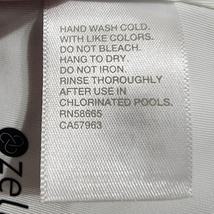 HAND WASH COLD.
WITH LIKE COLORS.
DO NOT BLEACH.
HANG TO DRY.
DO NOT IRON.
RINSE THOROUGHLY
AFTER USE IN
CHLORINATED POOLS.
RN58665
CA57963